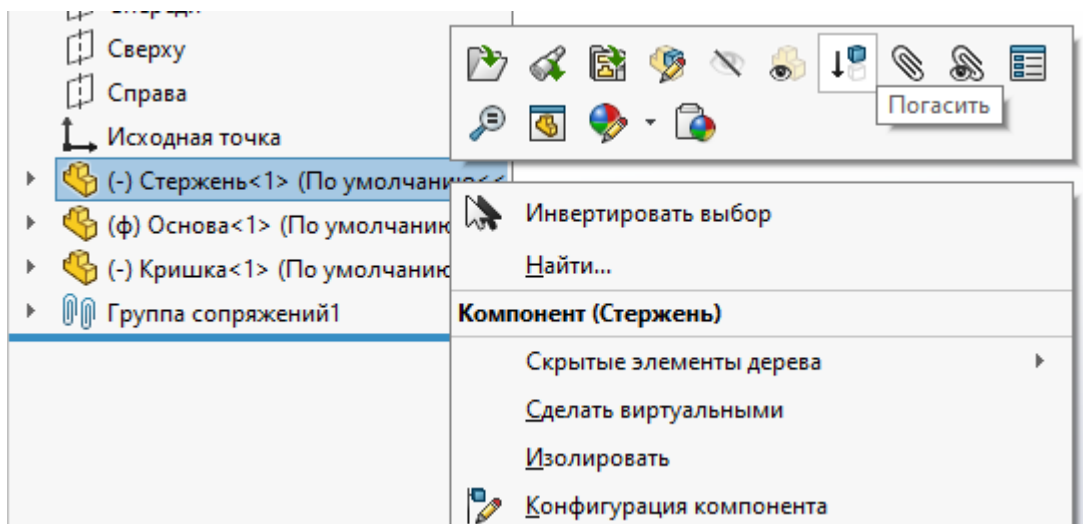 Сверху
Справа
Погасить
Исходная точка
(-) Стержень<1> (По умолчанию<<
(ф) Основа<1> (По умолчанию
(-) Кришка<1> (По умолчанию
Группа сопряжений1
Инвертировать выбор
Найти...
Компонент (Стержень)
Скрытые элементы дерева
Сделать виртуальными
Изолировать
Конфигурация компонента